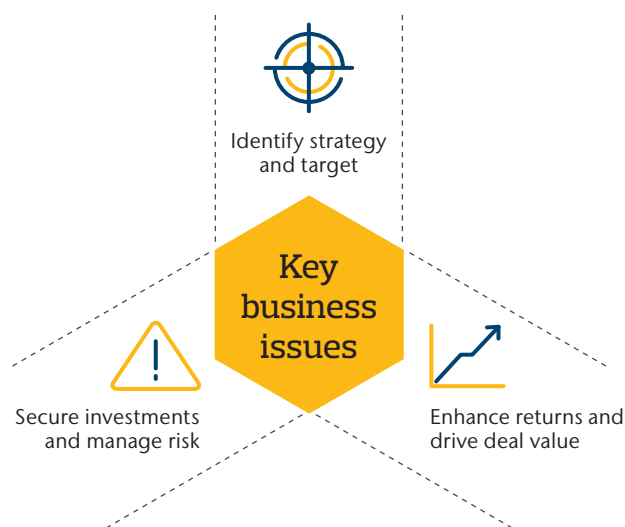 Identify strategy
and target
Key
business
issues
Secure investments
and manage risk
Enhance returns and
drive deal value